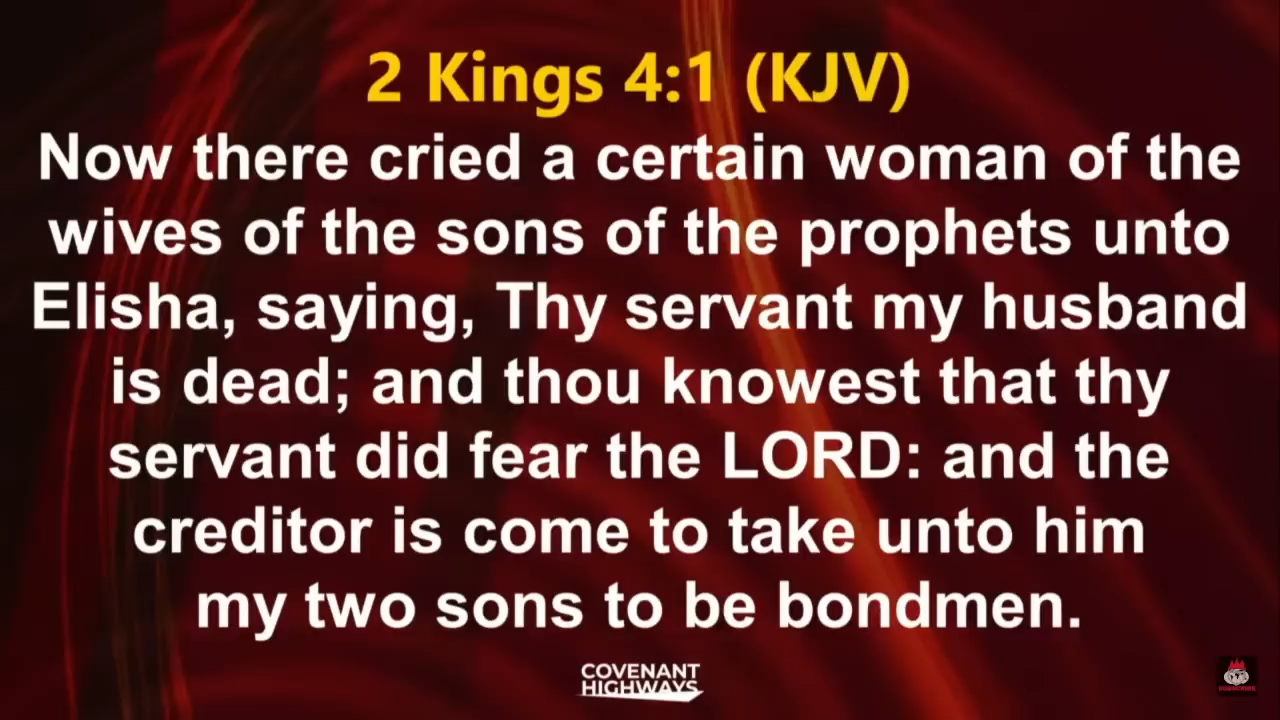 2 Kings 4:1 (KJV)
Now there cried a certain woman of the
wives of the sons of the prophets unto
Elisha, saying, Thy servant my husband
is dead; and thou knowest that thy
servant did fear the LORD: and the
creditor is come to take unto him
my two sons to be bondmen.
COVENANT
HIGHWAYS